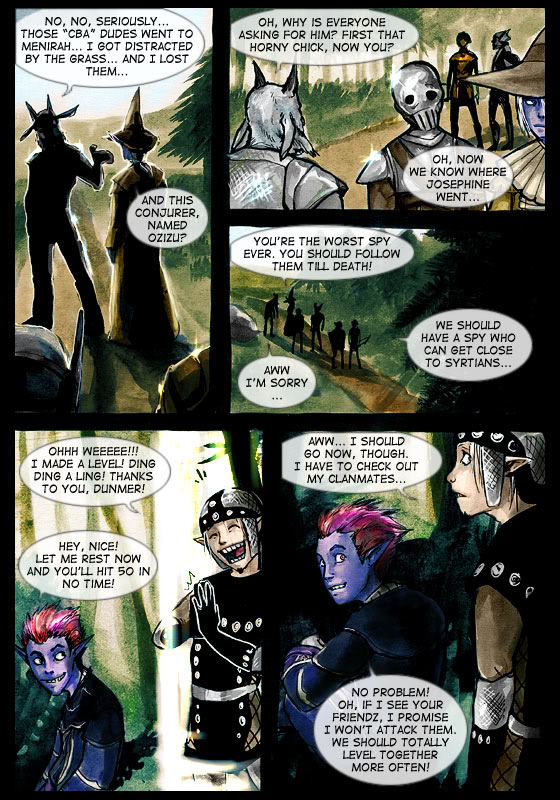 NO, NO, SERIOUSLY...
THOSE "CBA" DUDES WENT TO
MENIRAH... I GOT DISTRACTED
BY THE GRASS... AND I LOST
THEM...
AND THIS
CONJURER,
NAMED
OZIZU?
OH, WHY IS EVERYONE
ASKING FOR HIM? FIRST THAT
HORNY CHICK, NOW YOU?
OH, NOW
WE KNOW WHERE
JOSEPHINE
WENT...
YOU'RE THE WORST SPY
EVER. YOU SHOULD FOLLOW
THEM TILL DEATH!
AWW
I'M SORRY
...
WE SHOULD
HAVE A SPY WHO
CAN GET CLOSE
TO SYRTIANS...
OHHH WEEEEE!!!
I MADE A LEVEL! DING
DING A LING! THANKS
TO YOU, DUNMER!
HEY, NICE!
LET ME REST NOW
AND YOU'LL HIT 50 IN
NO TIME!
AWW... I SHOULD
GO NOW, THOUGH.
I HAVE TO CHECK OUT
MY CLANMATES...
NO PROBLEM!
OH, IF I SEE YOUR
FRIENDZ, I PROMISE
I WON'T ATTACK THEM.
WE SHOULD TOTALLY
LEVEL TOGETHER
MORE OFTEN!